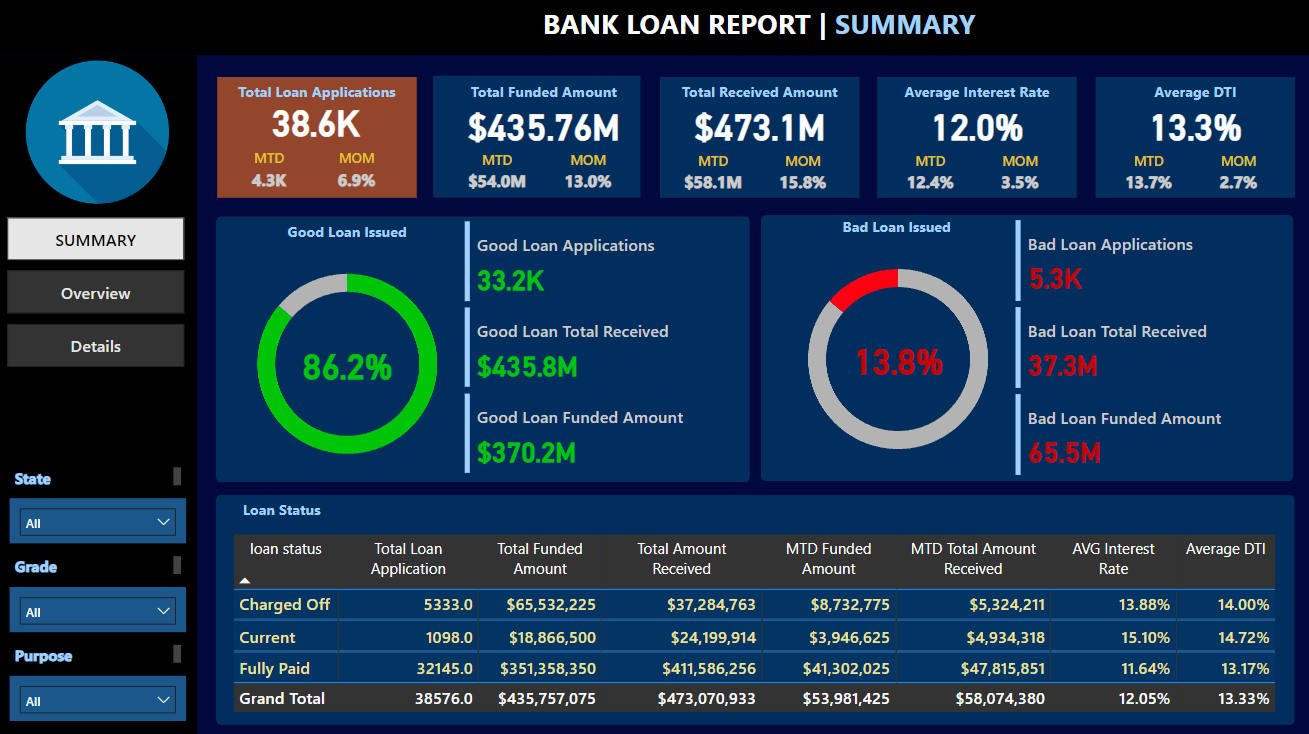 BANK LOAN REPORT | SUMMARY
Total Loan Applications
38.6K
MTD MOM
4.3K 6.9%
Total Funded Amount
$435.76M
MTD MOM
$54.0M 13.0%
Total Received Amount
$473.1M
MTD MOM
$58.1M 15.8%
Average Interest Rate
12.0%
MTD MOM
12.4% 3.5%
Average DTI
13.3%
MTD MOM
13.7% 2.7%
SUMMARY
Overview
Details
State
All
Grade
All
Purpose
All
Good Loan Issued
86.2%
Good Loan Applications
33.2K
Good Loan Total Received
$435.8M
Good Loan Funded Amount
$370.2M
Bad Loan Issued
13.8%
Bad Loan Applications
5.3K
Bad Loan Total Received
37.3M
Bad Loan Funded Amount
65.5M
Loan Status
loan status Total Loan Total Funded Total Amount MTD Funded MTD Total Amount AVG Interest Average DTI
Application Amount Received Amount Received Rate
Charged Off 5333.0 $65,532,225 $37,284,763 $8,732,775 $5,324,211 13.88% 14.00%
Current 1098.0 $18,866,500 $24,199,914 $3,946,625 $4,934,318 15.10% 14.72%
Fully Paid 32145.0 $351,358,350 $411,586,256 $41,302,025 $47,815,851 11.64% 13.17%
Grand Total 38576.0 $435,757,075 $473,070,933 $53,981,425 $58,074,380 12.05% 13.33%